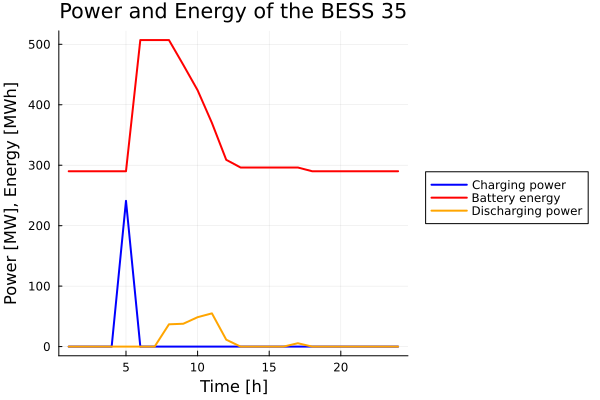 Power and Energy of the BESS 35
Power [MW], Energy [MWh]
500
400
300
200
100
0
5
10
15
20
Time [h]
Charging power
Battery energy
Discharging power